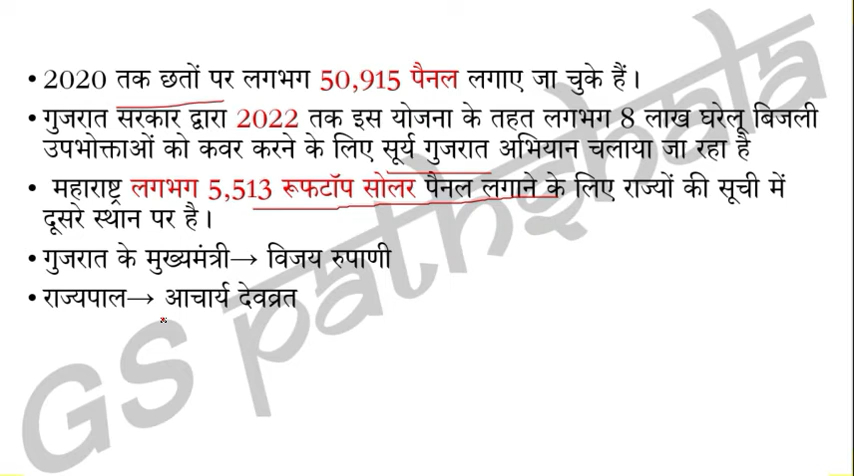 • 2020 तक छतों पर लगभग 50,915 पैनल लगाए जा चुके हैं।
• गुजरात सरकार द्वारा 2022 तक इस योजना के तहत लगभग 8 लाख घरेलू बिजली
उपभोक्ताओं को कवर करने के लिए सूर्य गुजरात अभियान चलाया जा रहा है
• महाराष्ट्र लगभग 5,513 रूफटॉप सोलर पैनल लगाने के लिए राज्यों की सूची में
दूसरे स्थान पर है।
• गुजरात के मुख्यमंत्री→ विजय रुपाणी
• राज्यपाल→ आचार्य देवव्रत
GS pathshala